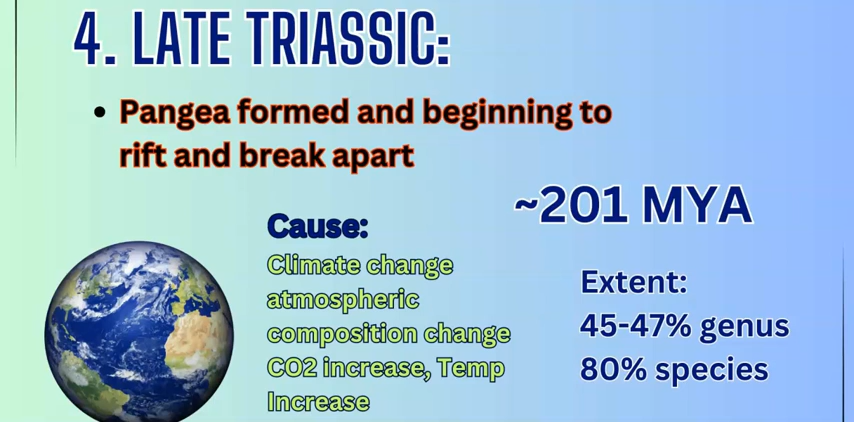 4. LATE TRIASSIC:
• Pangea formed and beginning to
rift and break apart
~201 MYA
Cause:
Climate change
atmospheric
composition change
CO2 increase, Temp
Increase
Extent:
45-47% genus
80% species